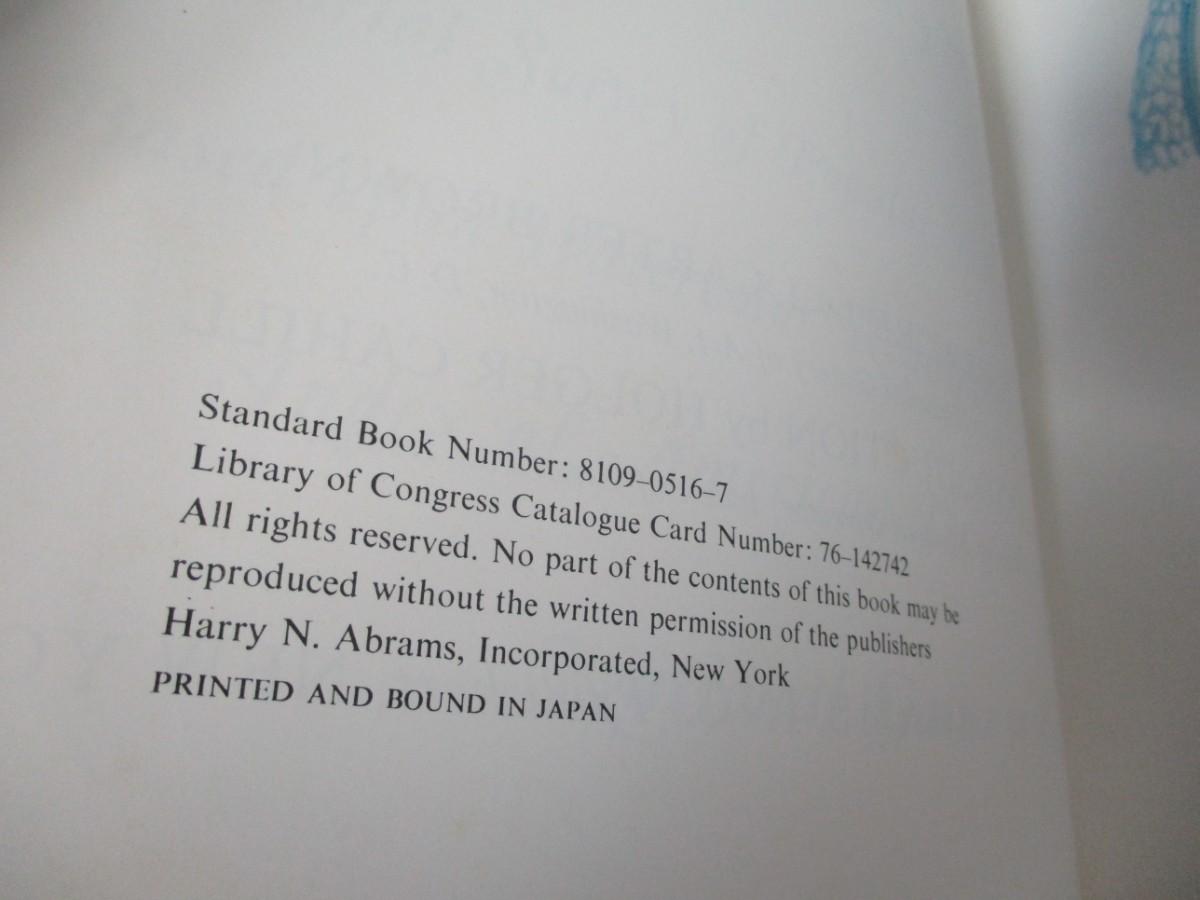 Standard Book Number: 8109–0516–7
Library of Congress Catalogue Card Number: 76–142742
All rights reserved. No part of the contents of this book may be
reproduced without the written permission of the publishers
Harry N. Abrams, Incorporated, New York
PRINTED AND BOUND IN JAPAN